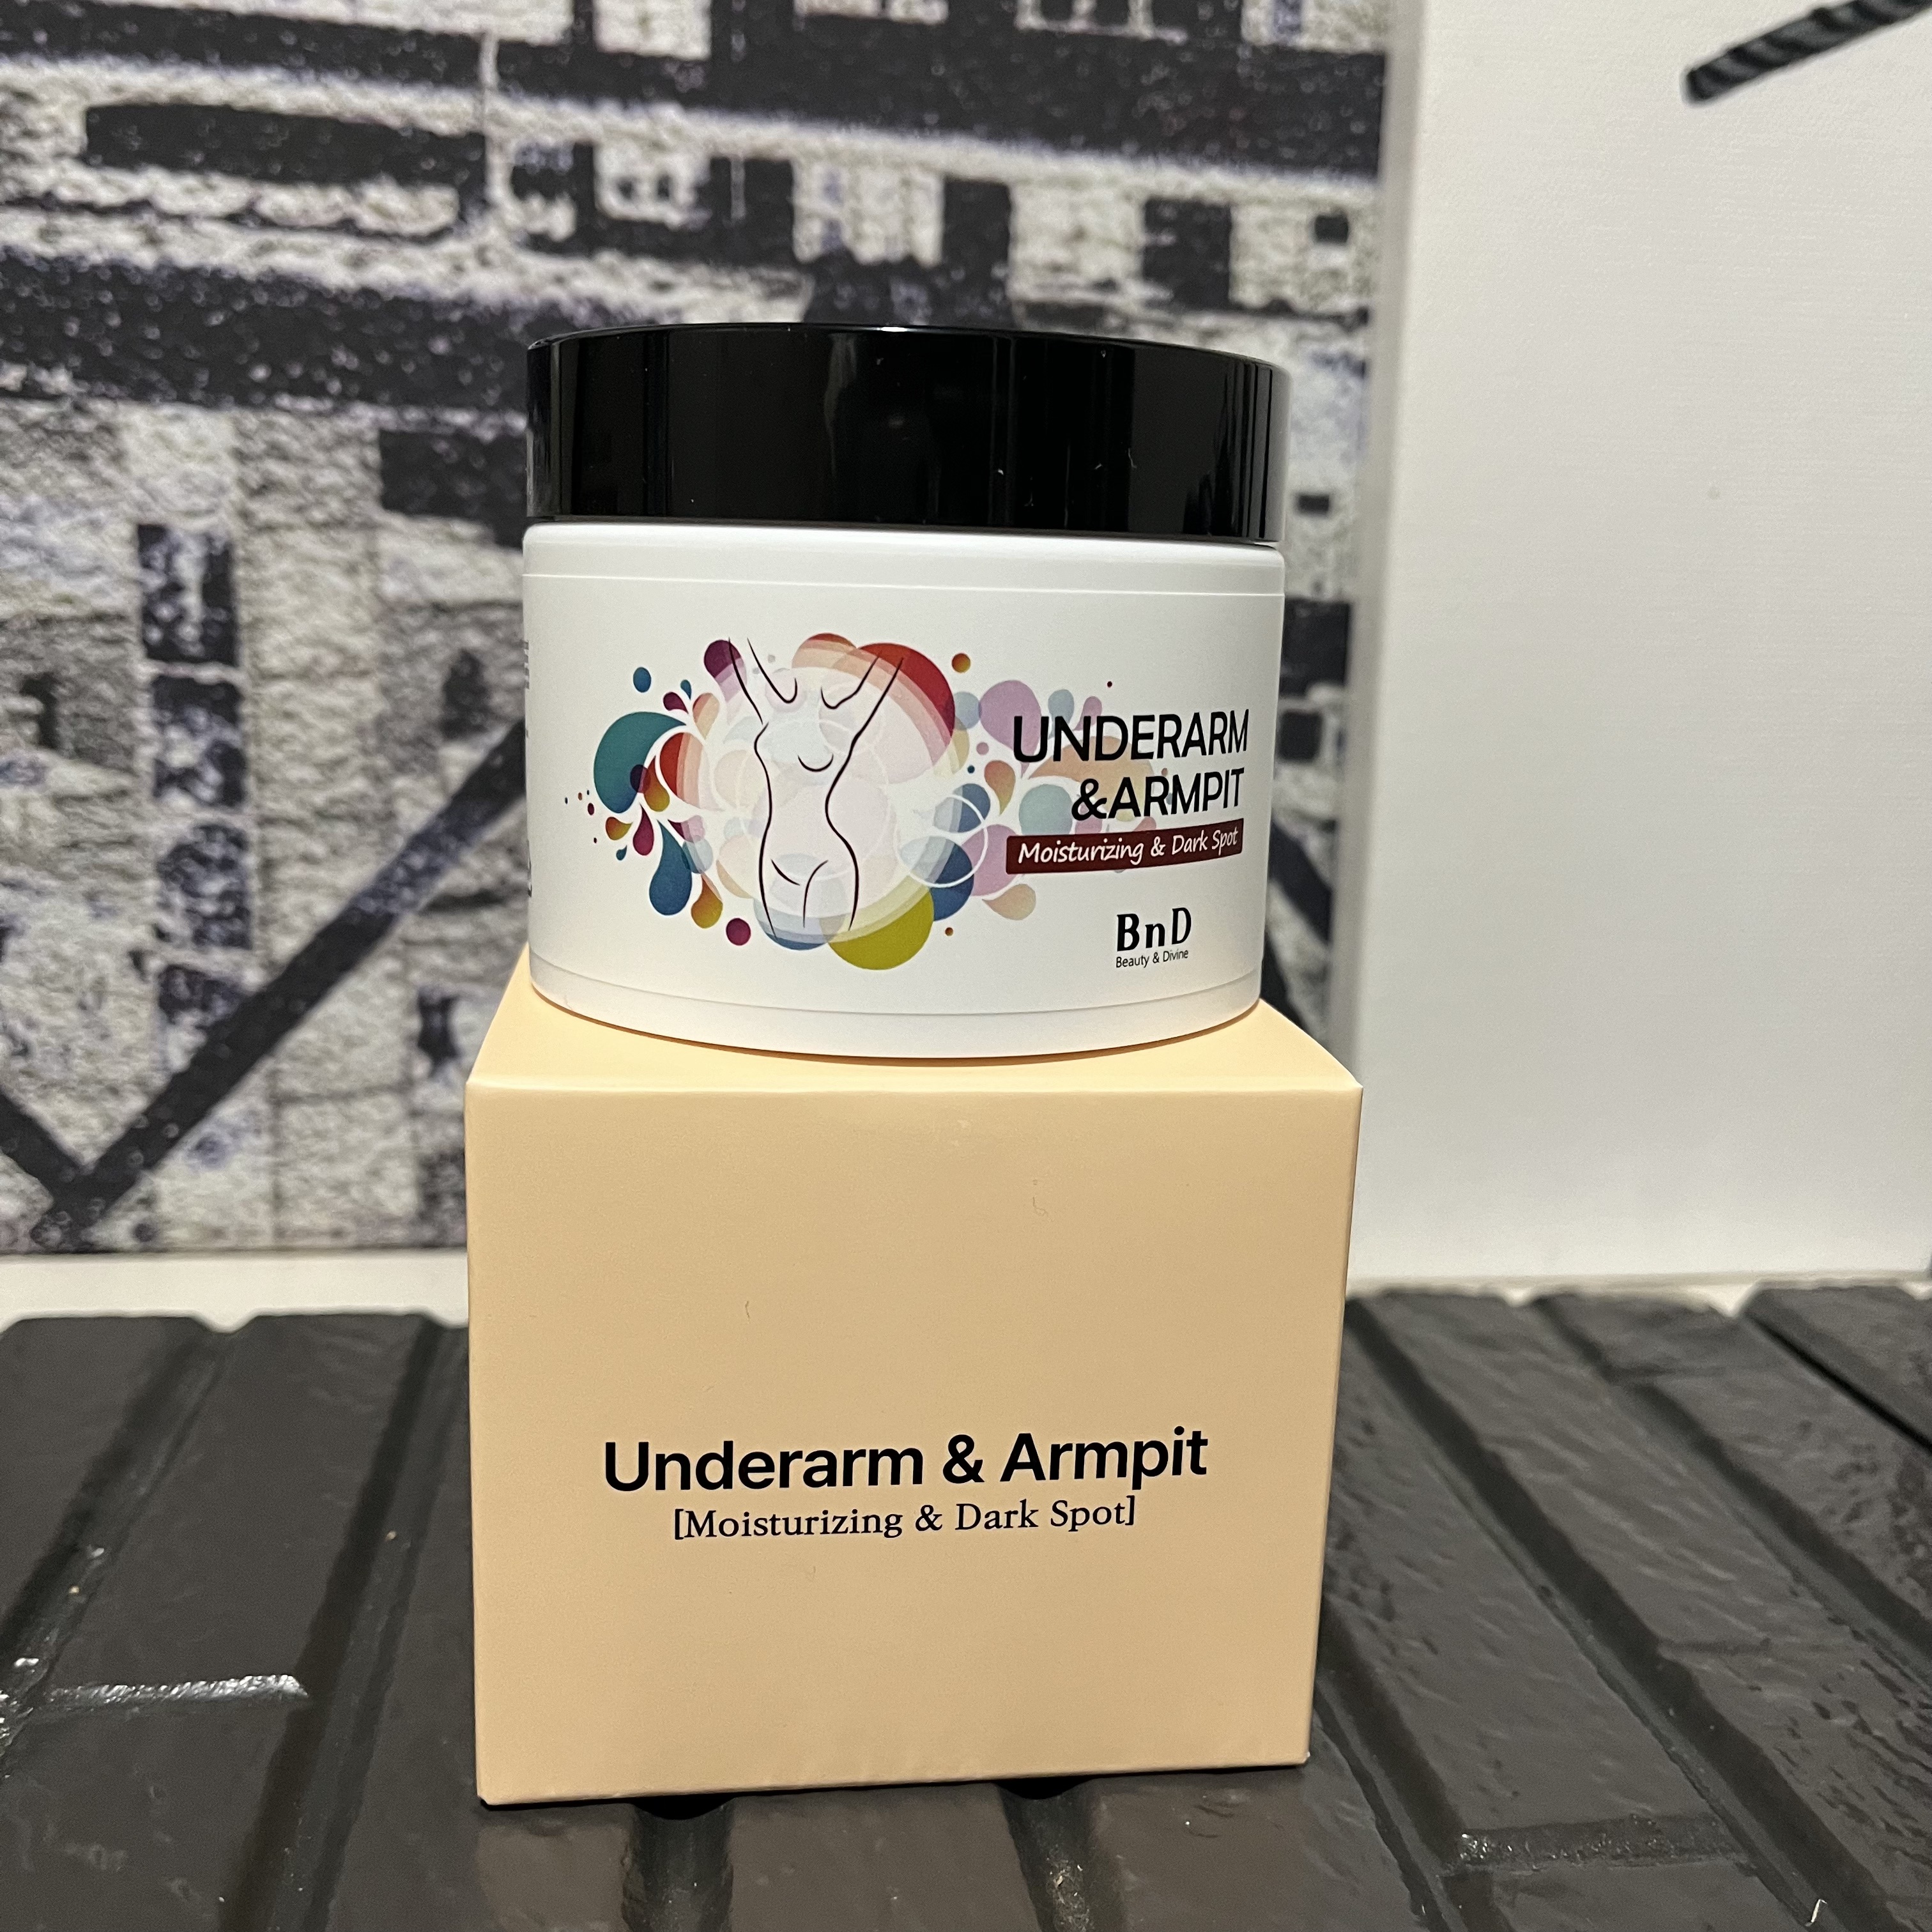 UNDERARM
&ARMPIT
Moisturizing & Dark Spot
BnD
Beauty & Divine
Underarm & Armpit
[Moisturizing & Dark Spot]